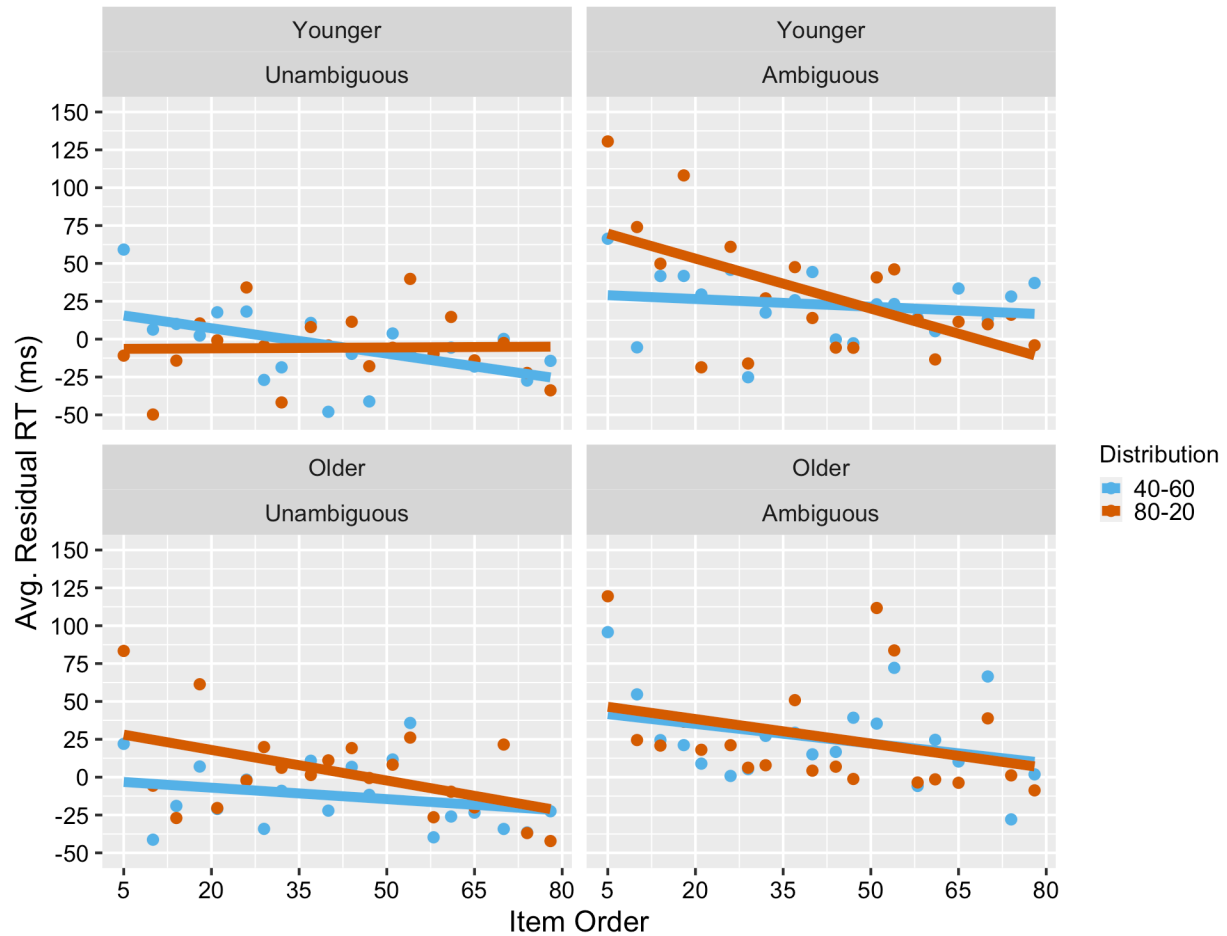 Younger
Younger
Unambiguous
Ambiguous
150
125
100
75
50
25
0
-25
-50
Older
Older
Unambiguous
Ambiguous
150
125
100
75
50
25
0
-25
-50
5 20 35 50 65 80 5 20 35 50 65 80
Item Order
Avg. Residual RT (ms)
Distribution
40-60
80-20